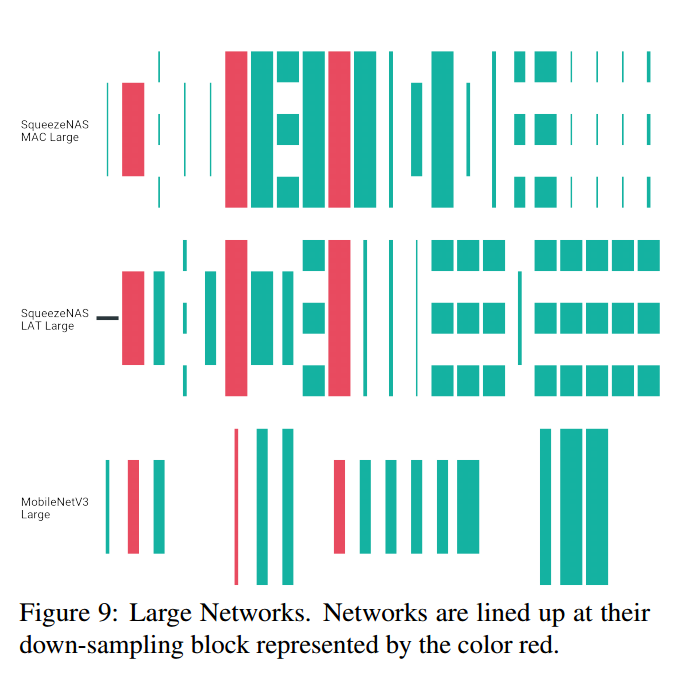 SqueezeNAS
MAC Large
SqueezeNAS
LAT Large
MobileNetV3
Large
Figure 9: Large Networks. Networks are lined up at their
down-sampling block represented by the color red.